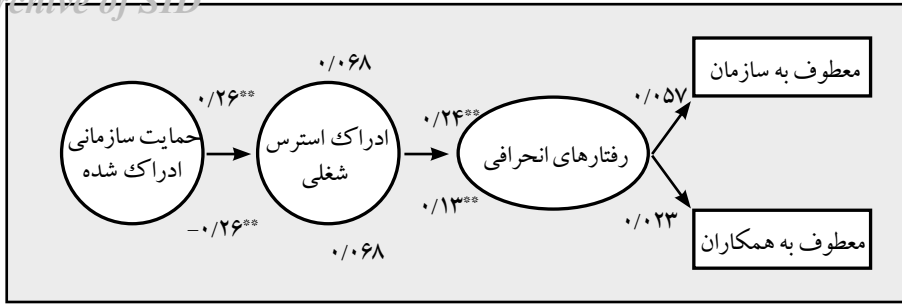 Archive of SID
۰/۰۶۸
۰/۲۶**
۰/۲۴**
۰/۰۵۷
معطوف به سازمان
حمایت سازمانی
ادراک شده
ادراک استرس
شغلی
رفتارهای انحرافی
−۰/۲۶**
۰/۱۳**
۰/۰۲۳
۰/۰۶۸
معطوف به همکاران